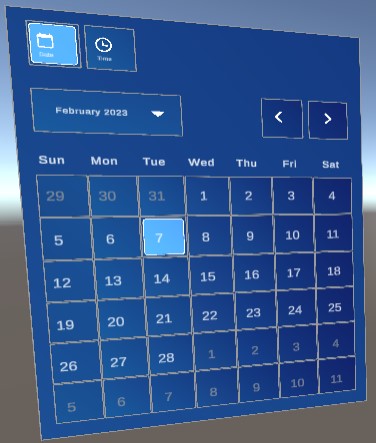 Date Time
February 2023
Sun Mon Tue Wed Thu Fri Sat
29 30 31 1 2 3 4
5 6 7 8 9 10 11
12 13 14 15 16 17 18
19 20 21 22 23 24 25
26 27 28 1 2 3 4
5 6 7 8 9 10 11